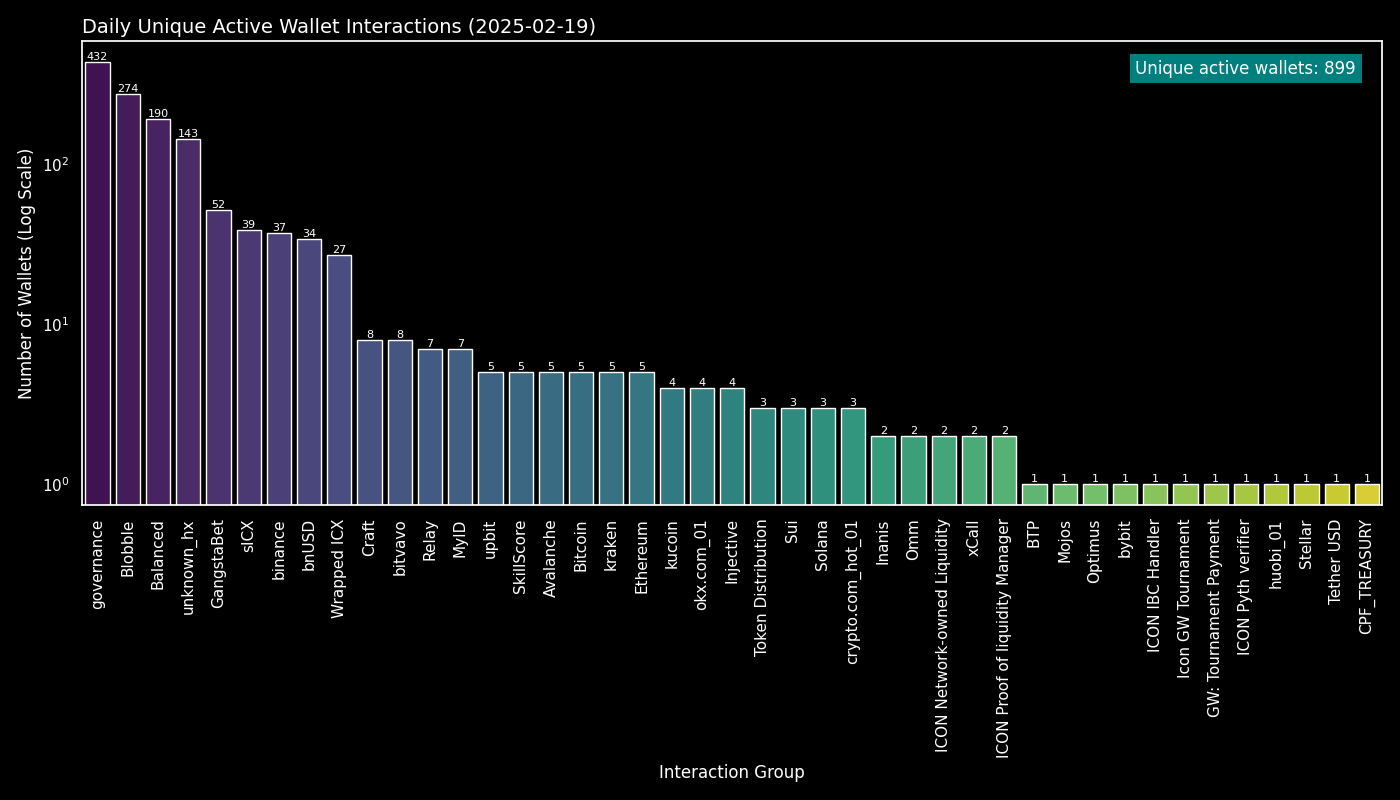 Daily Unique Active Wallet Interactions (2025-02-19)
Unique active wallets: 899
Number of Wallets (Log Scale)
10²
10¹
10⁰
432
274
190
143
52
39
37
34
27
8
8
7
7
5
5
5
5
5
5
4
4
4
3
3
3
3
2
2
2
2
2
1
1
1
1
1
1
1
1
1
1
1
1
governance
Blobble
Balanced
unknown_hx
GangstaBet
sICX
binance
bnUSD
Wrapped ICX
Craft
bitvavo
Relay
MyID
upbit
SkillScore
Avalanche
Bitcoin
kraken
Ethereum
kucoin
okx.com_01
Injective
Token Distribution
Sui
Solana
crypto.com_hot_01
Inanis
Omm
ICON Network-owned Liquidity
xCall
ICON Proof of liquidity Manager
BTP
Mojos
Optimus
bybit
ICON IBC Handler
Icon GW Tournament
GW: Tournament Payment
ICON Pyth verifier
huobi_01
Stellar
Tether USD
CPF_TREASURY
Interaction Group